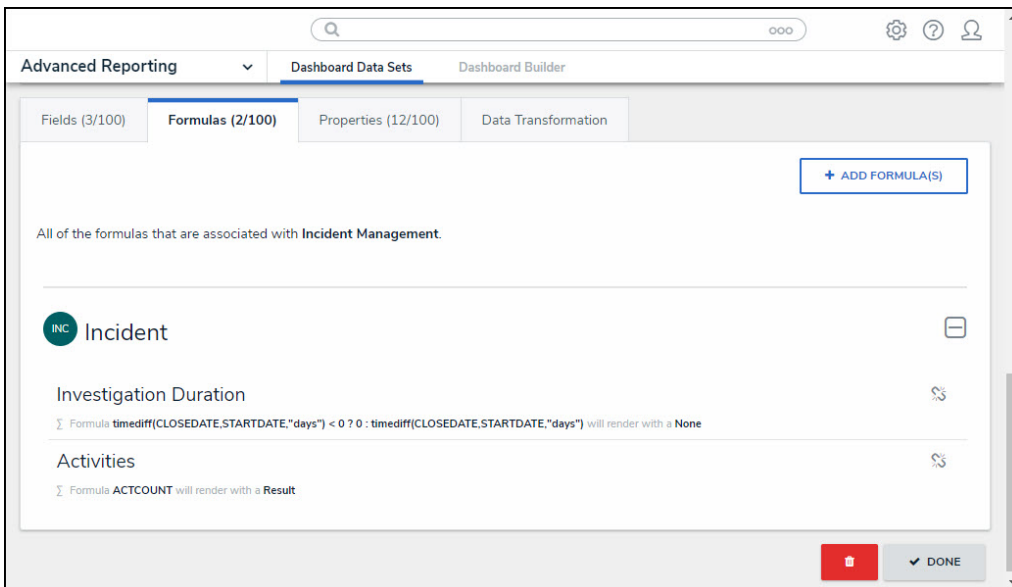 ooo
Advanced Reporting
Dashboard Data Sets
Dashboard Builder
Fields (3/100)
Formulas (2/100)
Properties (12/100)
Data Transformation
+ ADD FORMULA(S)
All of the formulas that are associated with Incident Management.
INC Incident
Investigation Duration
∑ Formula timediff(CLOSEDATE,STARTDATE,"days") < 0 ? 0 : timediff(CLOSEDATE,STARTDATE,"days") will render with a None
Activities
∑ Formula ACTCOUNT will render with a Result
DONE